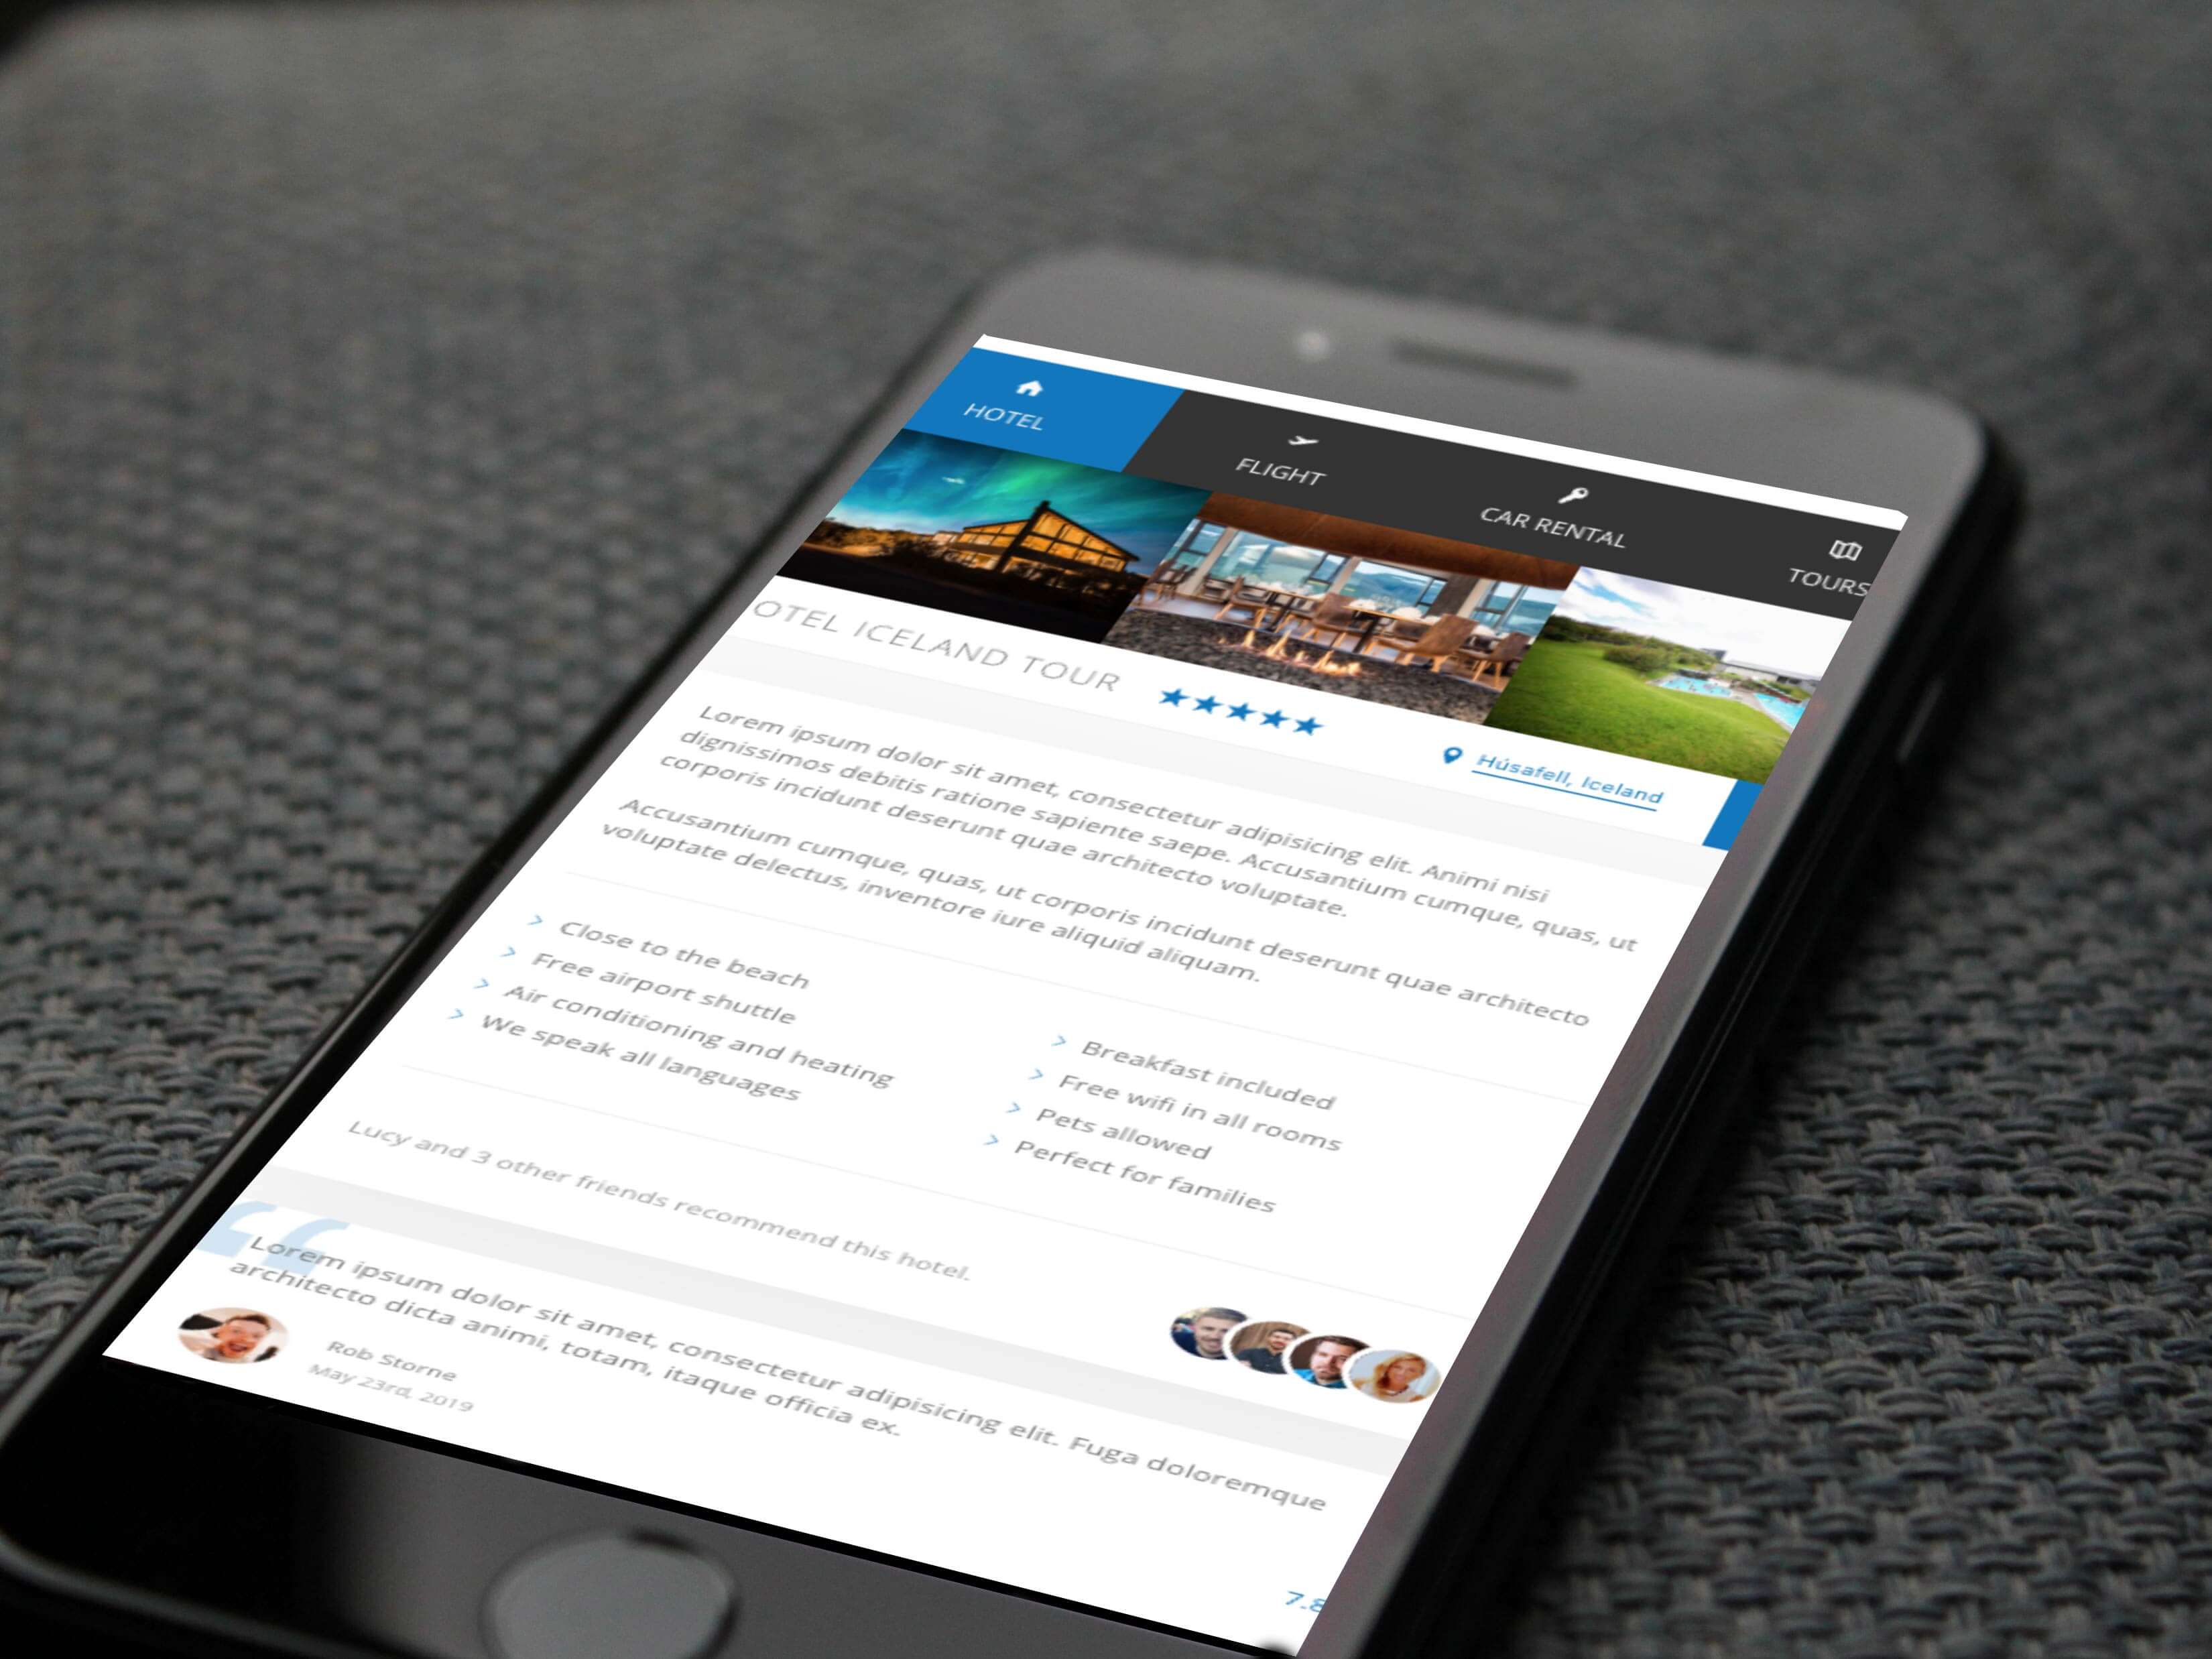 HOTEL
FLIGHT
CAR RENTAL
TOURS
OTEL ICELAND TOUR
Húsafell, Iceland
Lorem ipsum dolor sit amet, consectetur adipisicing elit. Animi nisi
dignissimos debitis ratione sapiente saepe. Accusantium cumque, quas, ut
corporis incidunt deserunt quae architecto voluptate.
Accusantium cumque, quas, ut corporis incidunt deserunt quae architecto
voluptate delectus, inventore iure aliquid aliquam.
Close to the beach
Free airport shuttle
Air conditioning and heating
We speak all languages
Breakfast included
Free wifi in all rooms
Pets allowed
Perfect for families
Lucy and 3 other friends recommend this hotel.
Lorem ipsum dolor sit amet, consectetur adipisicing elit. Fuga doloremque
architecto dicta animi, totam, itaque officia ex.
Rob Storne
May 23rd, 2019
7.8